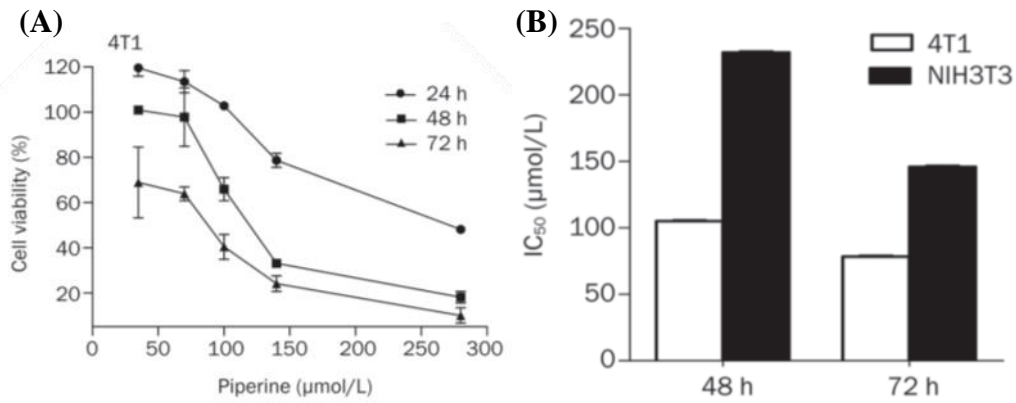 (A)
4T1
120
100
80
60
40
20
0 50 100 150 200 250 300
Cell viability (%)
Piperine (μmol/L)
24 h
48 h
72 h
(B)
250
200
150
100
50
0
IC₅₀ (μmol/L)
4T1
NIH3T3
48 h 72 h